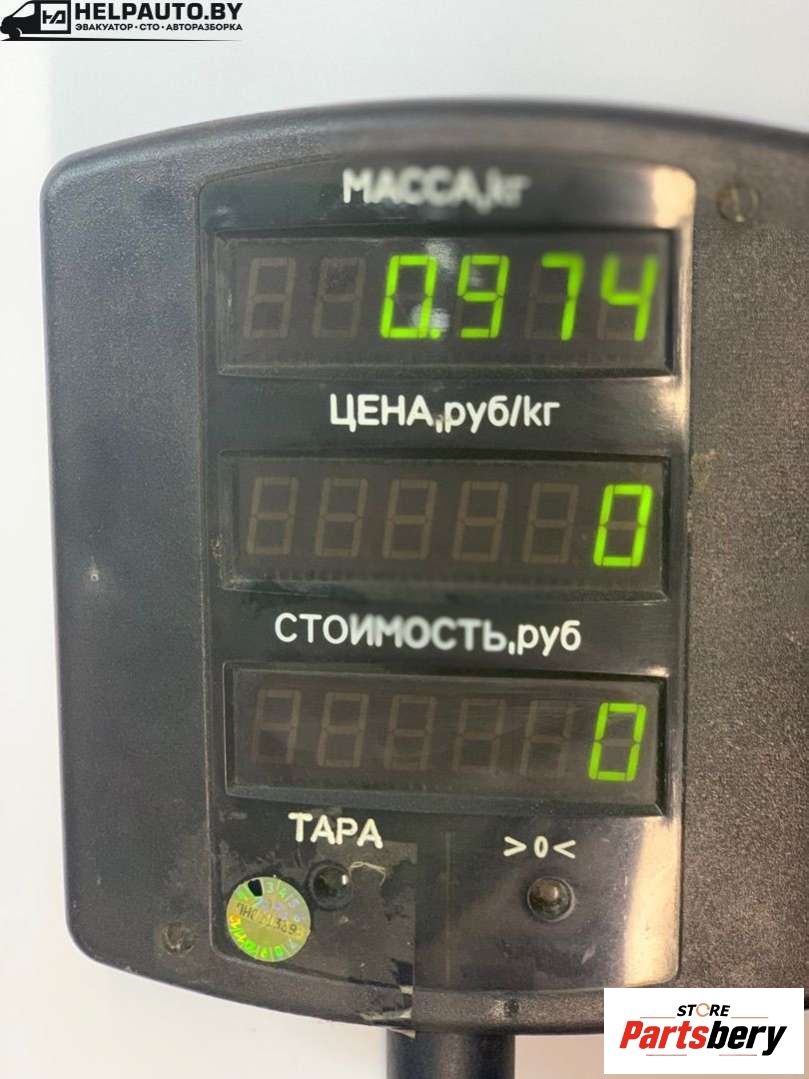 HELPAUTO.BY
ЭВАКУАТОР • СТО • АВТОРАЗБОРКА
МАССА,кг
0.974
ЦЕНА,руб/кг
0
СТОИМОСТЬ,руб
0
ТАРА
>0<
STORE
Partsbery